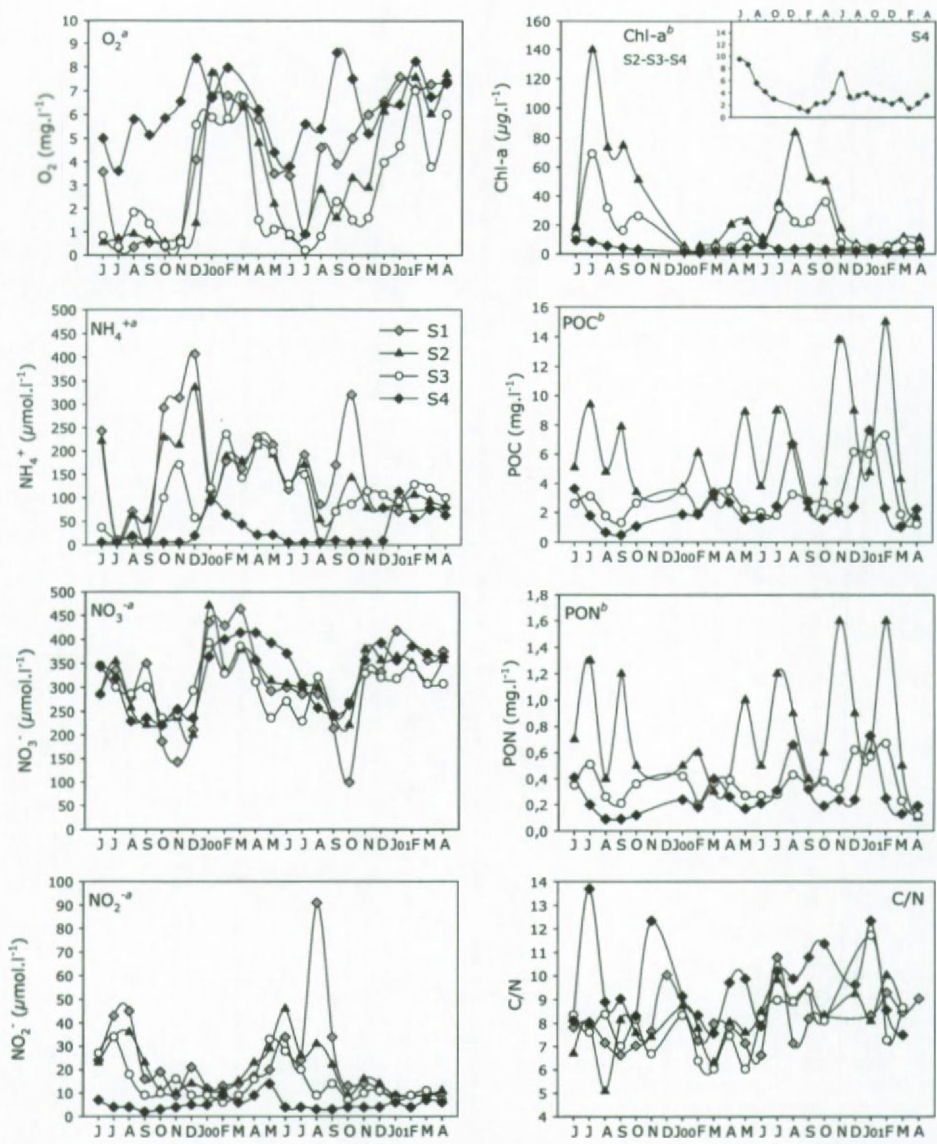 O₂ᵃ
O₂ (mg.l⁻¹)
9
8
7
6
5
4
3
2
1
0
J J A S O N D J00 F M A M J J A S O N D J01 F M A
Chl-aᵇ
S2-S3-S4
Chl-a (µg.l⁻¹)
160
140
120
100
80
60
40
20
0
J J A S O N D J00 F M A M J J A S O N D J01 F M A
J A O D F A J A O D F A
S4
14
12
10
8
6
4
2
0
NH₄⁺ᵃ
NH₄⁺ (µmol.l⁻¹)
500
450
400
350
300
250
200
150
100
50
0
S1
S2
S3
S4
J J A S O N D J00 F M A M J J A S O N D J01 F M A
POCᵇ
POC (mg.l⁻¹)
16
14
12
10
8
6
4
2
0
J J A S O N D J00 F M A M J J A S O N D J01 F M A
NO₃⁻ᵃ
NO₃⁻ (µmol.l⁻¹)
500
450
400
350
300
250
200
150
100
50
0
J J A S O N D J00 F M A M J J A S O N D J01 F M A
PONᵇ
PON (mg.l⁻¹)
1,8
1,6
1,4
1,2
1,0
0,8
0,6
0,4
0,2
0,0
J J A S O N D J00 F M A M J J A S O N D J01 F M A
NO₂⁻ᵃ
NO₂⁻ (µmol.l⁻¹)
100
90
80
70
60
50
40
30
20
10
0
J J A S O N D J00 F M A M J J A S O N D J01 F M A
C/N
C/N
14
13
12
11
10
9
8
7
6
5
4
J J A S O N D J00 F M A M J J A S O N D J01 F M A